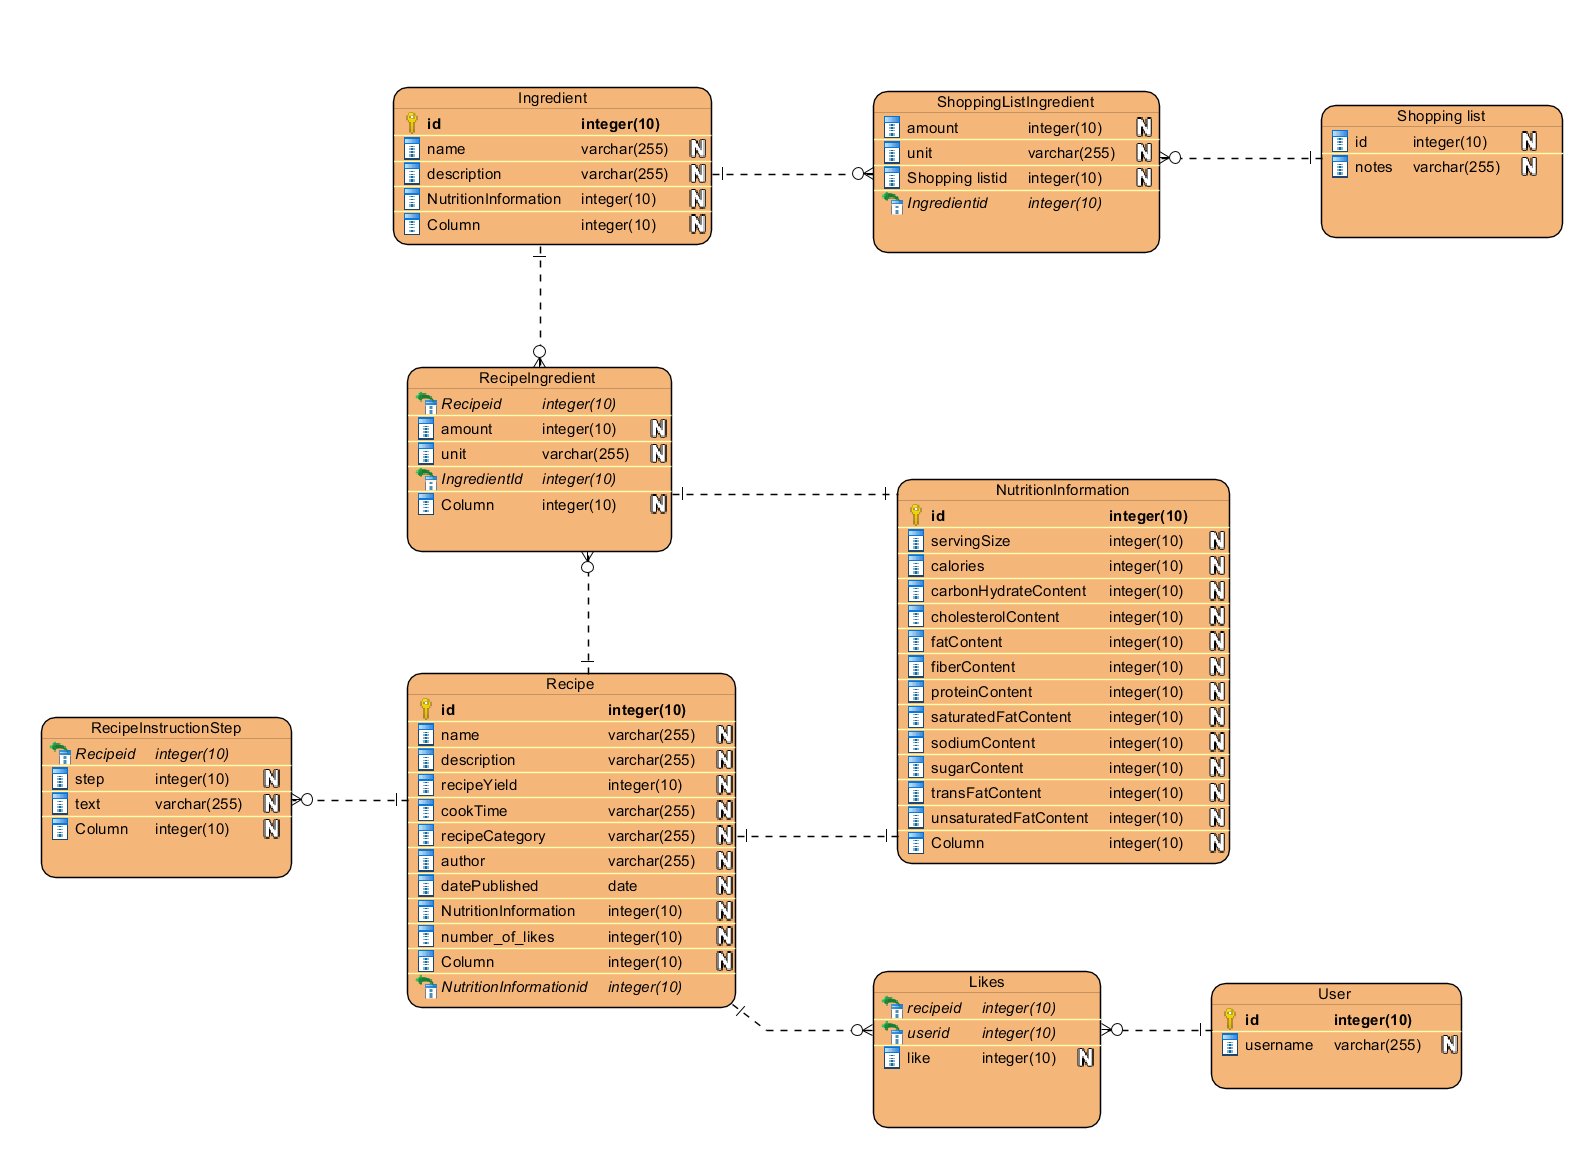 Ingredient
id integer(10)
name varchar(255) N
description varchar(255) N
NutritionInformation integer(10) N
Column integer(10) N
ShoppingListIngredient
amount integer(10) N
unit varchar(255) N
Shopping listid integer(10) N
Ingredientid integer(10)
Shopping list
id integer(10) N
notes varchar(255) N
RecipeIngredient
Recipeid integer(10)
amount integer(10) N
unit varchar(255) N
IngredientId integer(10)
Column integer(10) N
NutritionInformation
id integer(10)
servingSize integer(10) N
calories integer(10) N
carbonHydrateContent integer(10) N
cholesterolContent integer(10) N
fatContent integer(10) N
fiberContent integer(10) N
proteinContent integer(10) N
saturatedFatContent integer(10) N
sodiumContent integer(10) N
sugarContent integer(10) N
transFatContent integer(10) N
unsaturatedFatContent integer(10) N
Column integer(10) N
RecipeInstructionStep
Recipeid integer(10)
step integer(10) N
text varchar(255) N
Column integer(10) N
Recipe
id integer(10)
name varchar(255) N
description varchar(255) N
recipeYield integer(10) N
cookTime varchar(255) N
recipeCategory varchar(255) N
author varchar(255) N
datePublished date N
NutritionInformation integer(10) N
number_of_likes integer(10) N
Column integer(10) N
NutritionInformationid integer(10)
Likes
recipeid integer(10)
userid integer(10)
like integer(10) N
User
id integer(10)
username varchar(255) N